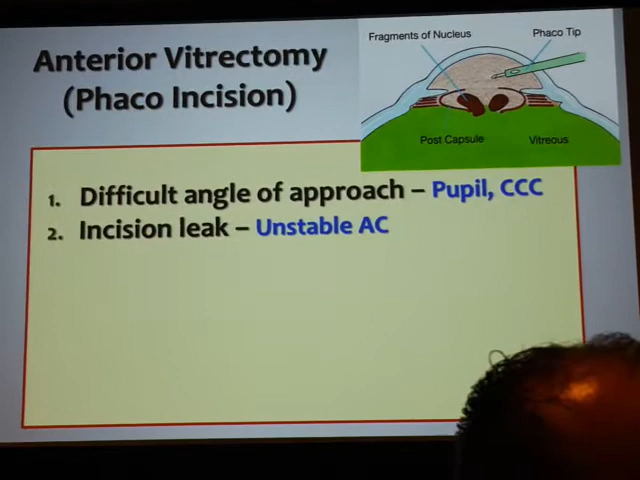 Anterior Vitrectomy
(Phaco Incision)
Fragments of Nucleus
Phaco Tip
Post Capsule
Vitreous
1. Difficult angle of approach – Pupil, CCC
2. Incision leak – Unstable AC